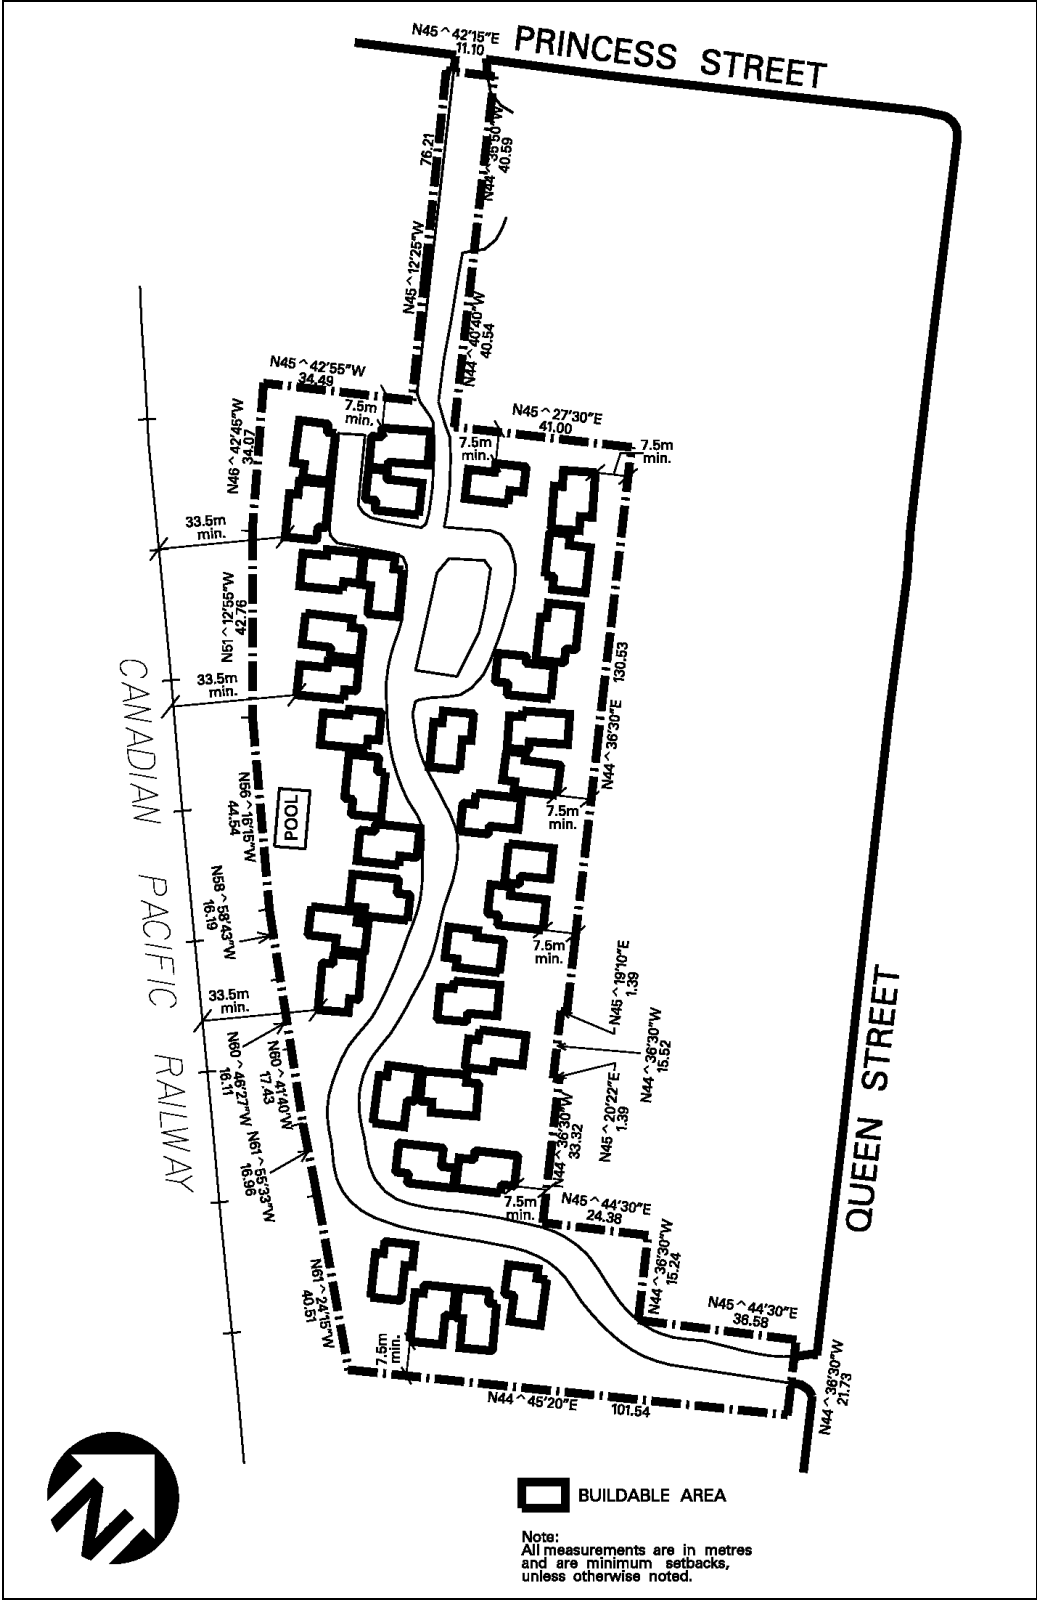 N45^42'15"E
11.10
PRINCESS STREET
76.21
N45^12'25"W
N44^35'50"W
40.59
N44^40'40"W
40.54
N45^42'55"W
34.49
7.5m
min.
N45^27'30"E
41.00
7.5m
min.
7.5m
min.
N46^42'45"W
34.07
33.5m
min.
N51^12'55"W
42.76
33.5m
min.
130.53
N44^36'30"E
CANADIAN PACIFIC RAILWAY
N56^16'15"W
44.54
POOL
7.5m
min.
N58^58'43"W
16.19
7.5m
min.
33.5m
min.
N45^19'10"E
1.39
N44^36'30"W
15.52
N60^46'27"W
16.11
N60^41'40"W
17.43
N45^20'22"E
1.39
N44^36'30"W
33.32
N61^55'33"W
16.96
7.5m
min.
N45^44'30"E
24.38
QUEEN STREET
N44^36'30"W
15.24
N61^24'15"W
40.51
N45^44'30"E
36.58
7.5m
min.
N44^36'30"W
21.73
N44^45'20"E
101.54
N
BUILDABLE AREA
Note:
All measurements are in metres
and are minimum setbacks,
unless otherwise noted.